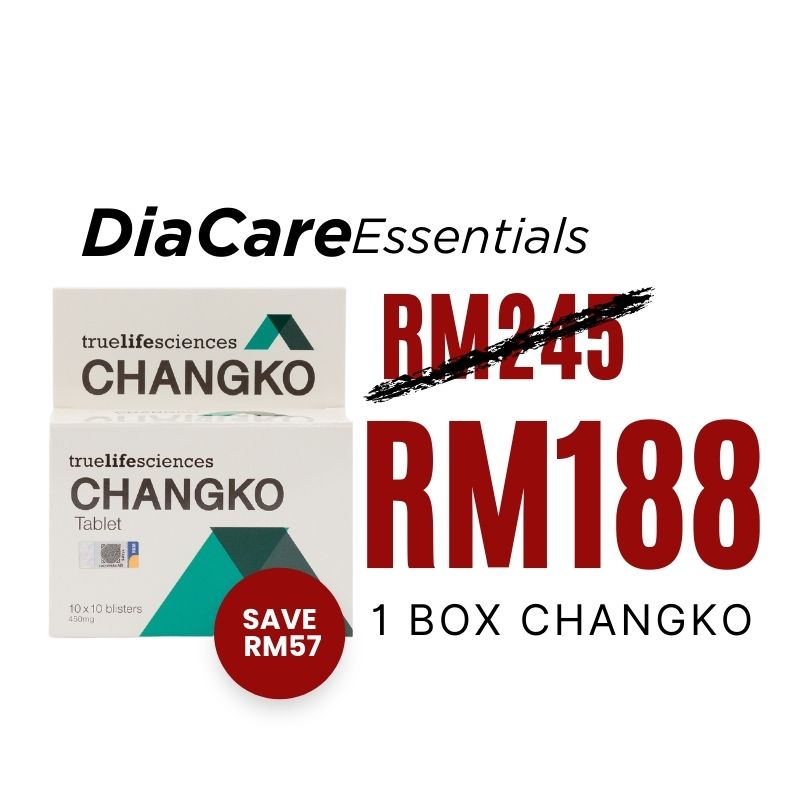 DiaCare Essentials
truelifesciences
CHANGKO
truelifesciences
CHANGKO
Tablet
10 x 10 blisters
450mg
SAVE
RM57
RM245
RM188
1 BOX CHANGKO